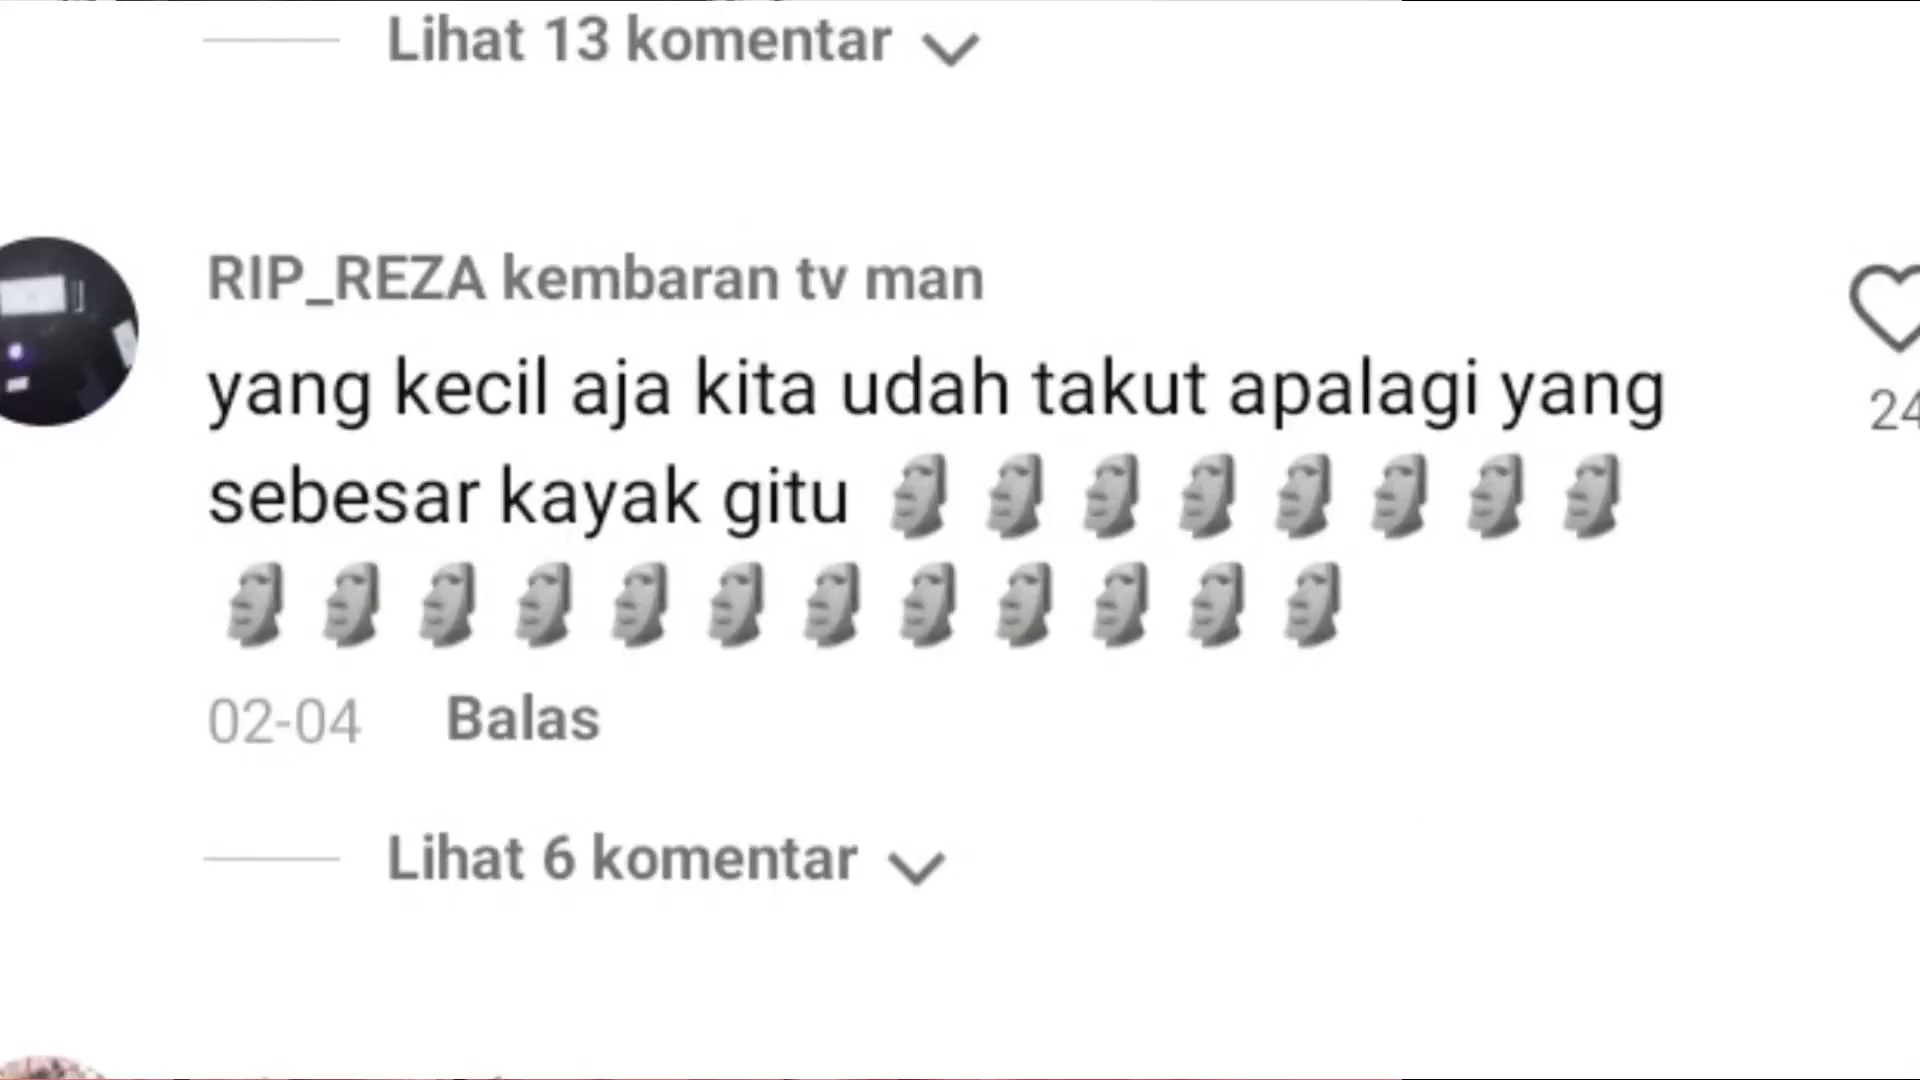 Lihat 13 komentar
RIP_REZA kembaran tv man
yang kecil aja kita udah takut apalagi yang
sebesar kayak gitu 🗿🗿🗿🗿🗿🗿🗿🗿
🗿🗿🗿🗿🗿🗿🗿🗿🗿🗿🗿🗿
24
02-04 Balas
Lihat 6 komentar